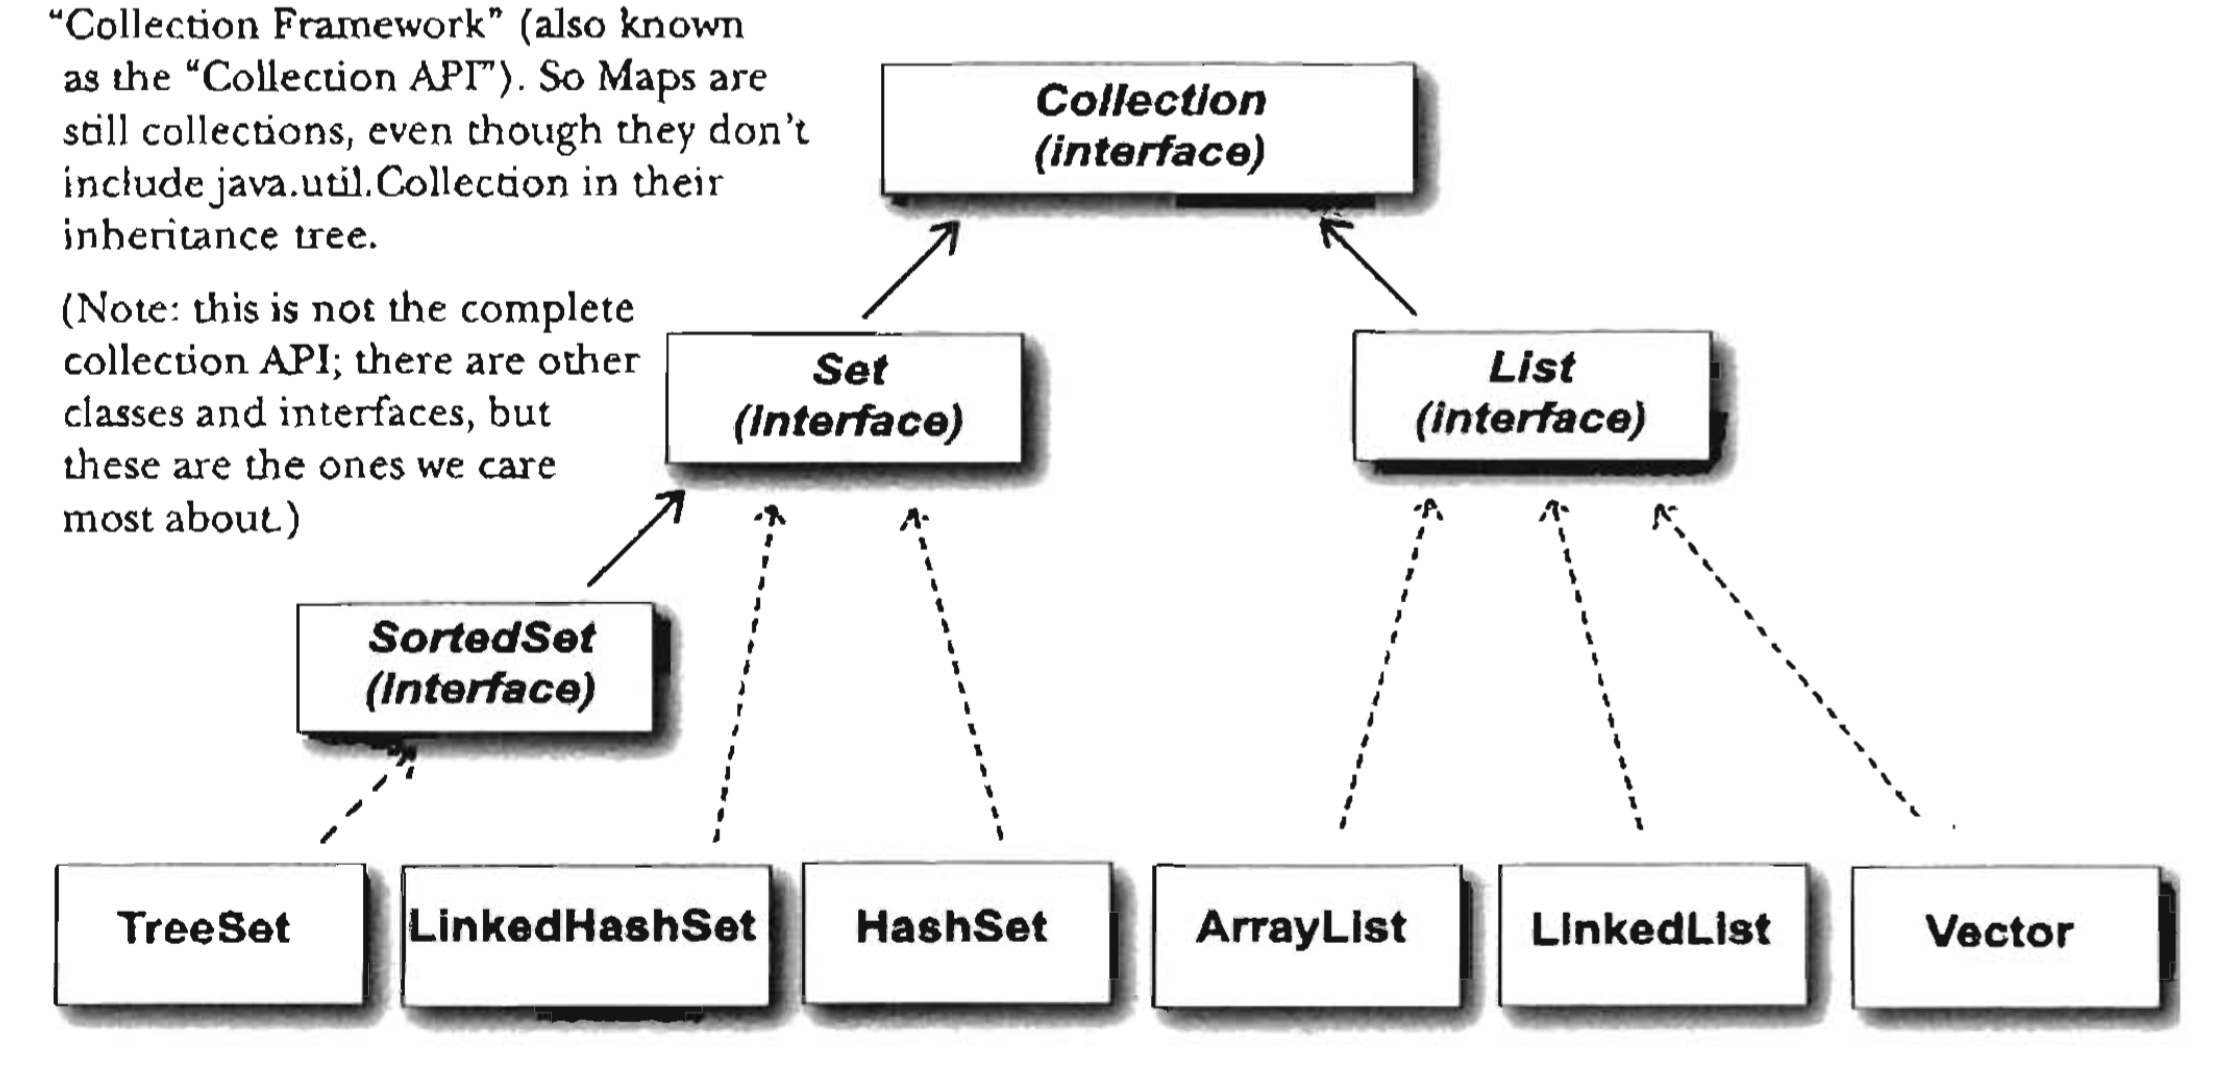 “Collection Framework” (also known
as the “Collection API”). So Maps are
still collections, even though they don’t
include java.util.Collection in their
inheritance tree.
(Note: this is not the complete
collection API; there are other
classes and interfaces, but
these are the ones we care
most about.)
Collection
(interface)
Set
(Interface)
List
(interface)
SortedSet
(Interface)
TreeSet
LinkedHashSet
HashSet
ArrayList
LinkedList
Vector